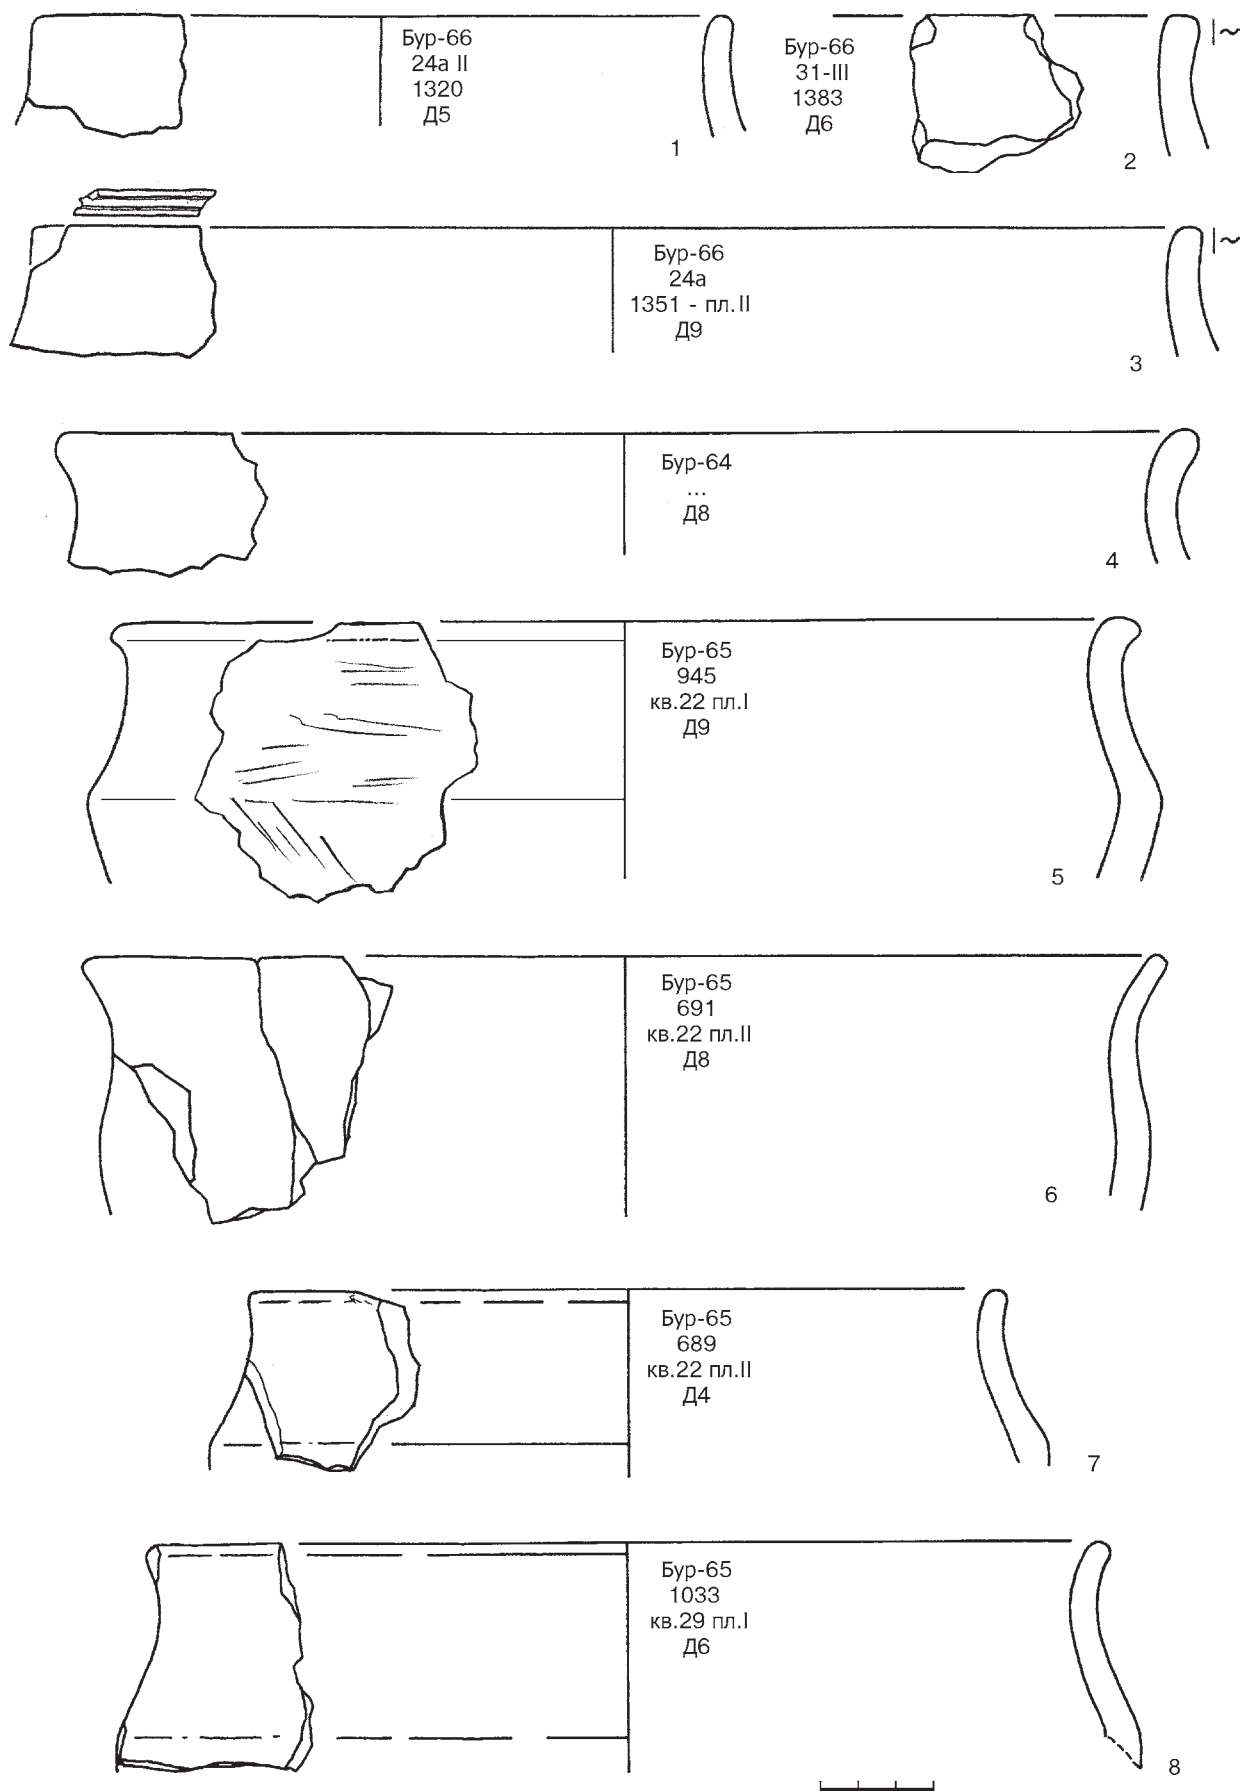 Бур-66
24а II
1320
Д5
1
Бур-66
31-III
1383
Д6
2
Бур-66
24а
1351 - пл.II
Д9
3
Бур-64
...
Д8
4
Бур-65
945
кв.22 пл.I
Д9
5
Бур-65
691
кв.22 пл.II
Д8
6
Бур-65
689
кв.22 пл.II
Д4
7
Бур-65
1033
кв.29 пл.I
Д6
8